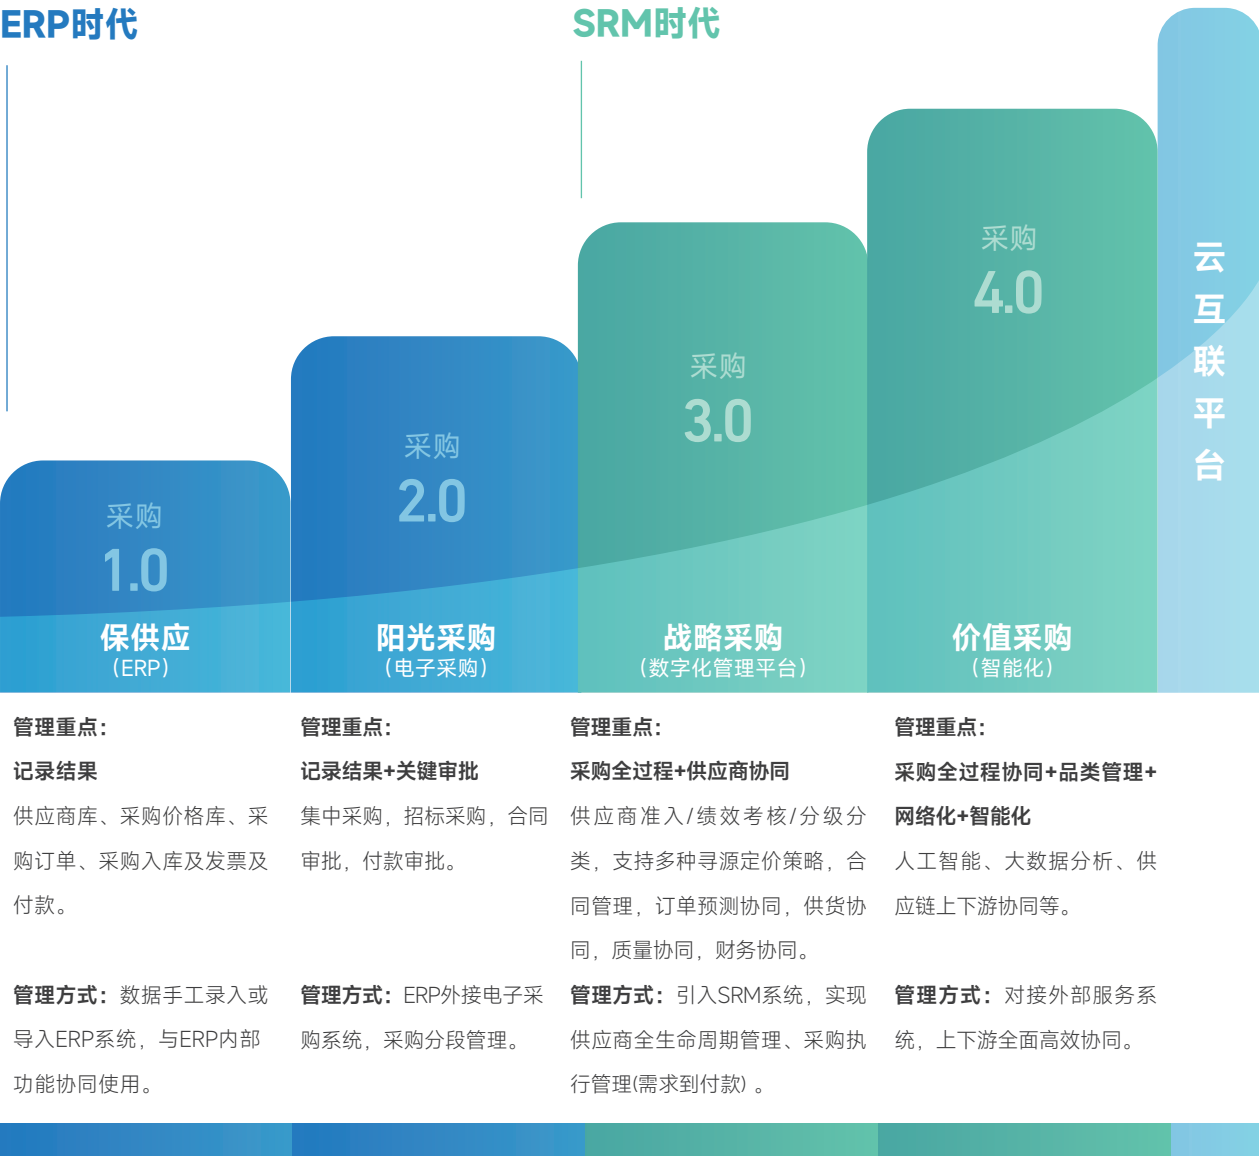 ERP时代
SRM时代
采购
1.0
保供应
（ERP）
采购
2.0
阳光采购
（电子采购）
采购
3.0
战略采购
（数字化管理平台）
采购
4.0
价值采购
（智能化）
云
互
联
平
台
管理重点：
记录结果
供应商库、采购价格库、采
购订单、采购入库及发票及
付款。
管理方式：数据手工录入或
导入ERP系统，与ERP内部
功能协同使用。
管理重点：
记录结果+关键审批
集中采购，招标采购，合同
审批，付款审批。
管理方式：ERP外接电子采
购系统，采购分段管理。
管理重点：
采购全过程+供应商协同
供应商准入/绩效考核/分级分
类，支持多种寻源定价策略，合
同管理，订单预测协同，供货协
同，质量协同，财务协同。
管理方式：引入SRM系统，实现
供应商全生命周期管理、采购执
行管理(需求到付款) 。
管理重点：
采购全过程协同+品类管理+
网络化+智能化
人工智能、大数据分析、供
应链上下游协同等。
管理方式：对接外部服务系
统，上下游全面高效协同。